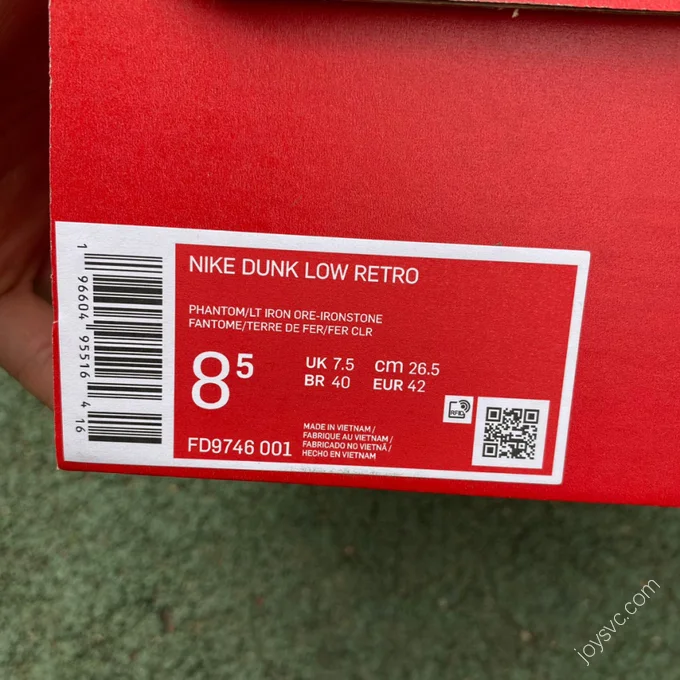 NIKE DUNK LOW RETRO
PHANTOM/LT IRON ORE-IRONSTONE
FANTOME/TERRE DE FER/FER CLR
8⁵
UK 7.5 cm 26.5
BR 40 EUR 42
FD9746 001
MADE IN VIETNAM/
FABRIQUE AU VIETNAM/
FABRICADO NO VIETNÃ/
HECHO EN VIETNAM
RFID
1 96604 95516 416
joysvc.com